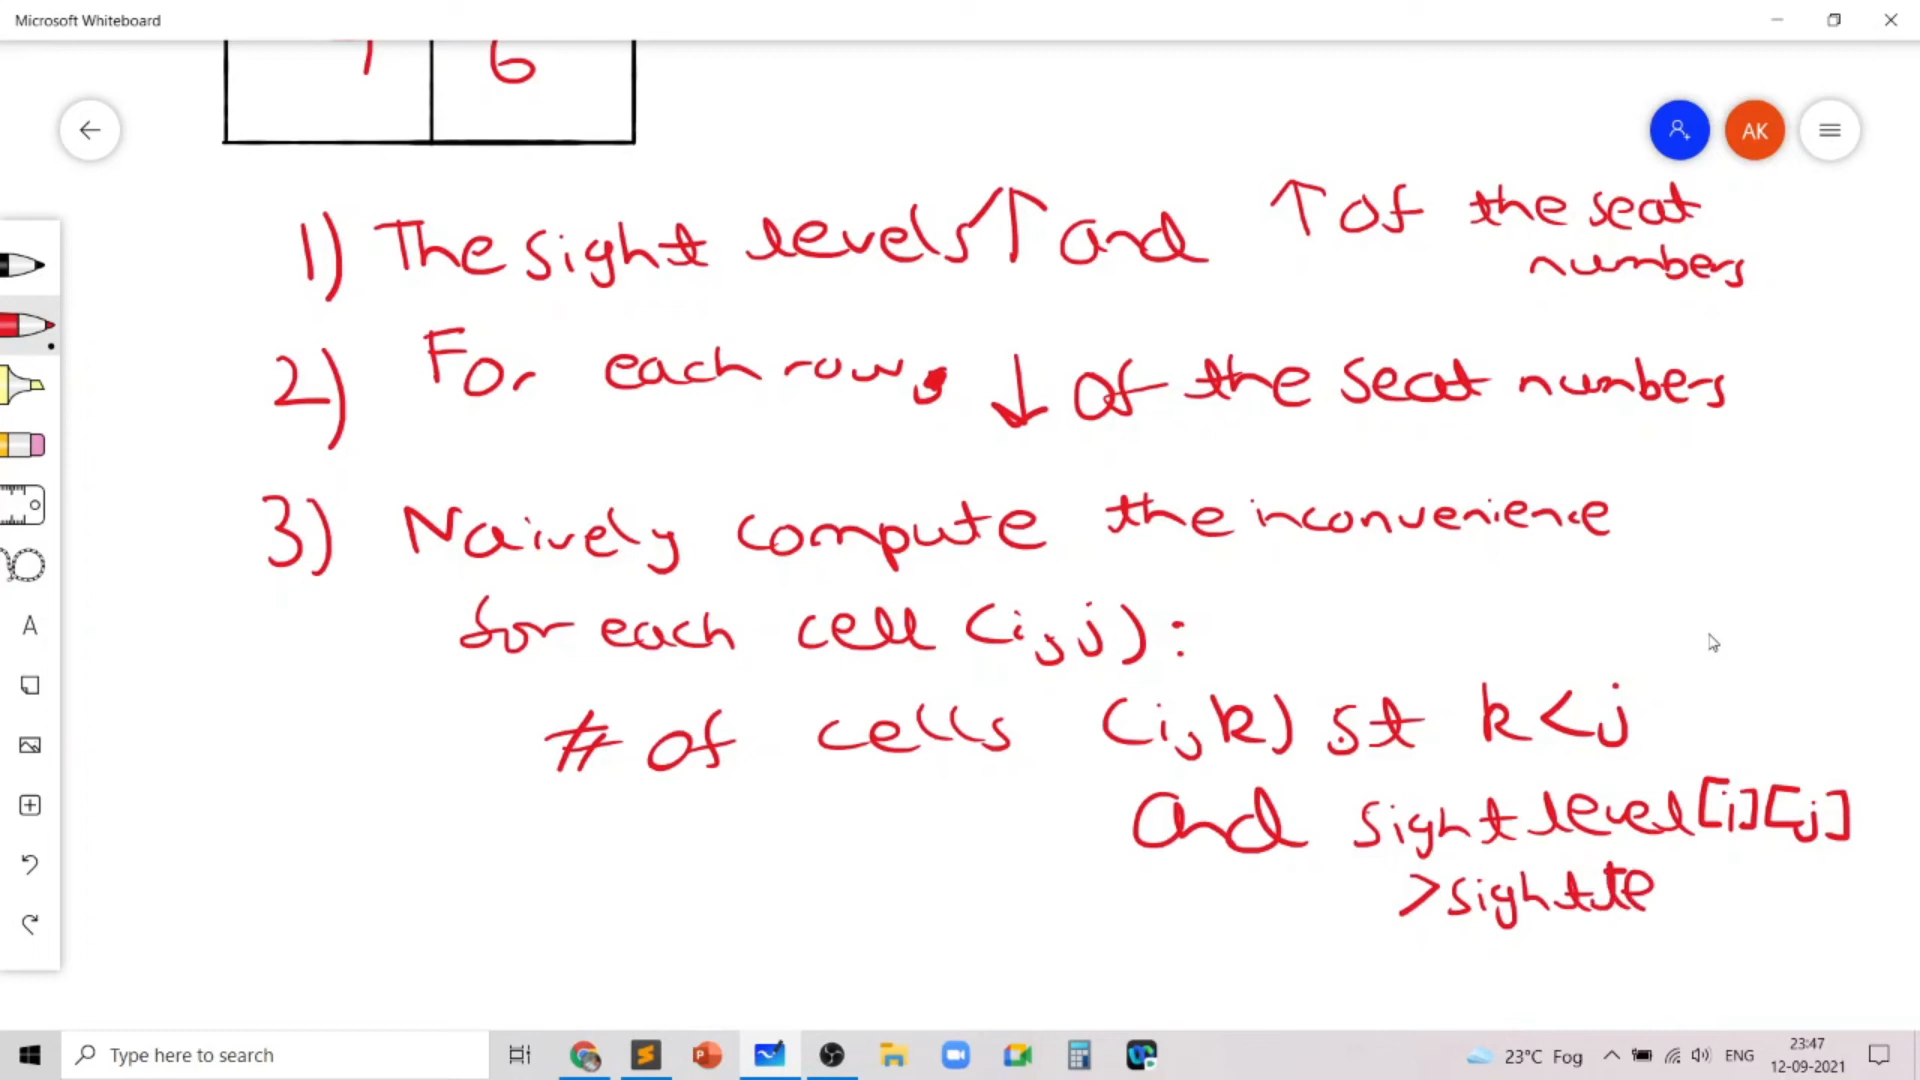 Microsoft Whiteboard
6
AK
1) The sight levels ↑ and ↑ of the seat
numbers
2) For each row, ↓ of the seat numbers
3) Naively compute the inconvenience
for each cell (i, j) :
# of cells (i, k) st k < j
and sightlevel[i][j]
> sight
A
Type here to search
23°C Fog
ENG
23:47
12-09-2021